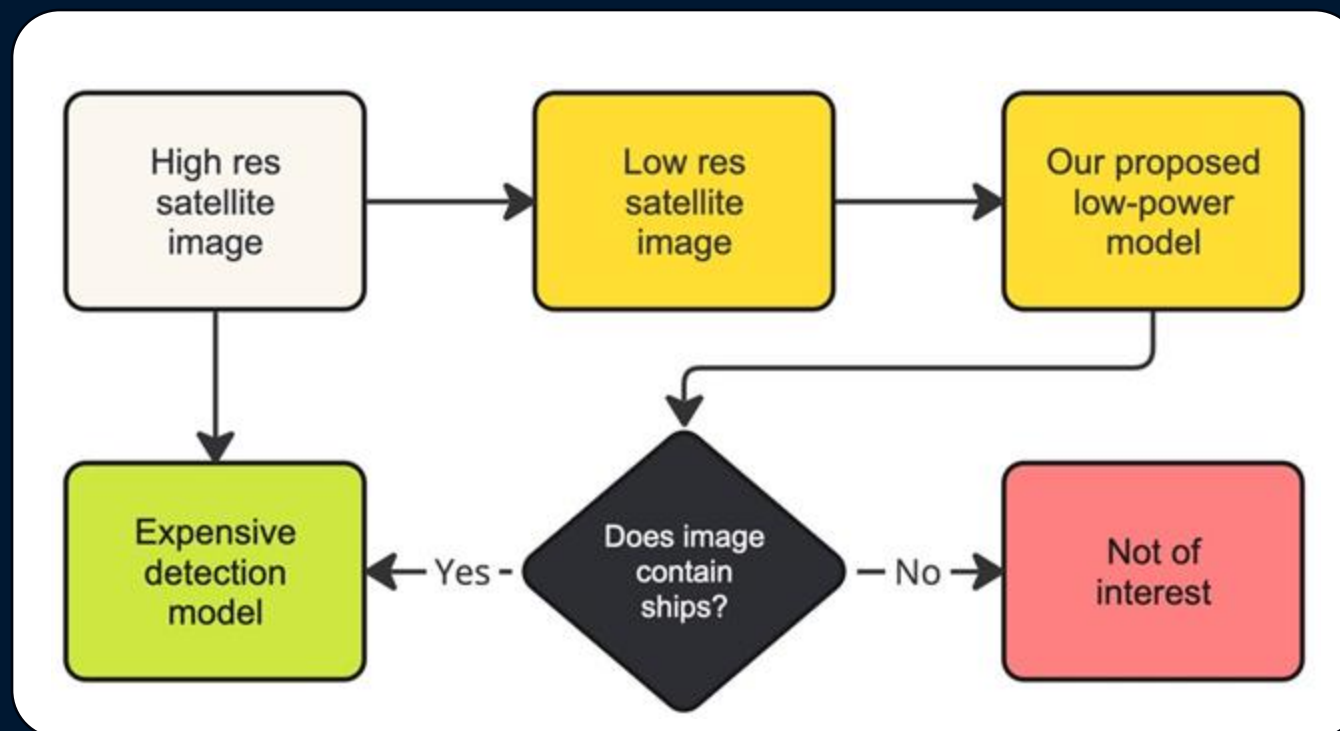 High res
satellite
image
Low res
satellite
image
Our proposed
low-power
model
Expensive
detection
model
Yes
Does image
contain
ships?
No
Not of
interest